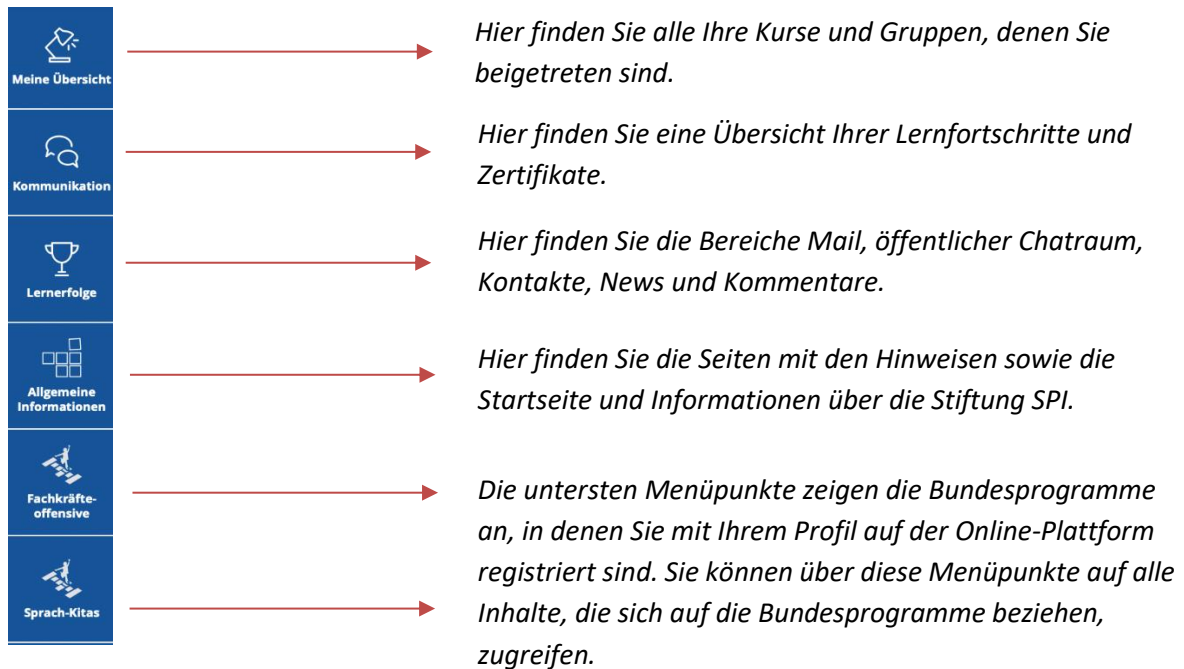 Meine Übersicht
Hier finden Sie alle Ihre Kurse und Gruppen, denen Sie
beigetreten sind.
Kommunikation
Hier finden Sie eine Übersicht Ihrer Lernfortschritte und
Zertifikate.
Lernerfolge
Hier finden Sie die Bereiche Mail, öffentlicher Chatraum,
Kontakte, News und Kommentare.
Allgemeine
Informationen
Hier finden Sie die Seiten mit den Hinweisen sowie die
Startseite und Informationen über die Stiftung SPI.
Fachkräfte-
offensive
Sprach-Kitas
Die untersten Menüpunkte zeigen die Bundesprogramme
an, in denen Sie mit Ihrem Profil auf der Online-Plattform
registriert sind. Sie können über diese Menüpunkte auf alle
Inhalte, die sich auf die Bundesprogramme beziehen,
zugreifen.